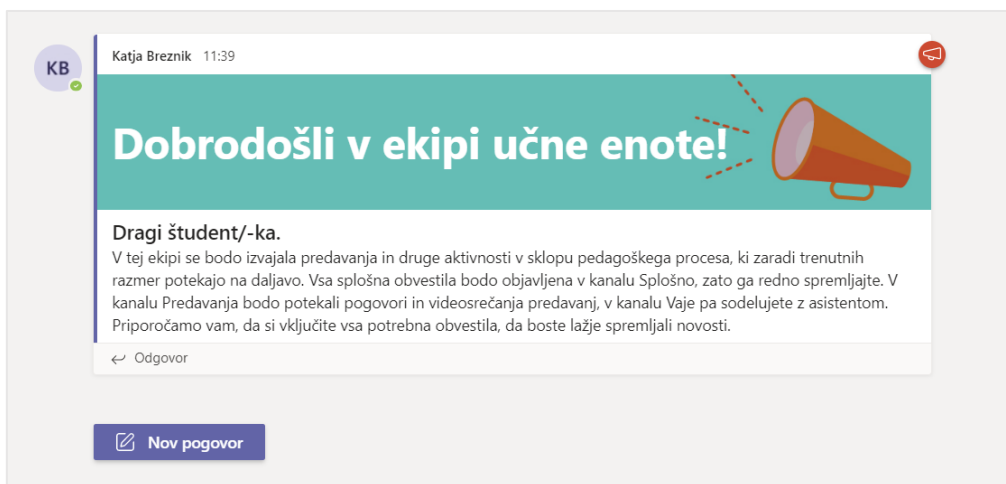 KB
Katja Breznik 11:39
Dobrodošli v ekipi učne enote!
Dragi študent/-ka.
V tej ekipi se bodo izvajala predavanja in druge aktivnosti v sklopu pedagoškega procesa, ki zaradi trenutnih
razmer potekajo na daljavo. Vsa splošna obvestila bodo objavljena v kanalu Splošno, zato ga redno spremljajte. V
kanalu Predavanja bodo potekali pogovori in videosrečanja predavanj, v kanalu Vaje pa sodelujete z asistentom.
Priporočamo vam, da si vključite vsa potrebna obvestila, da boste lažje spremljali novosti.
Odgovor
Nov pogovor